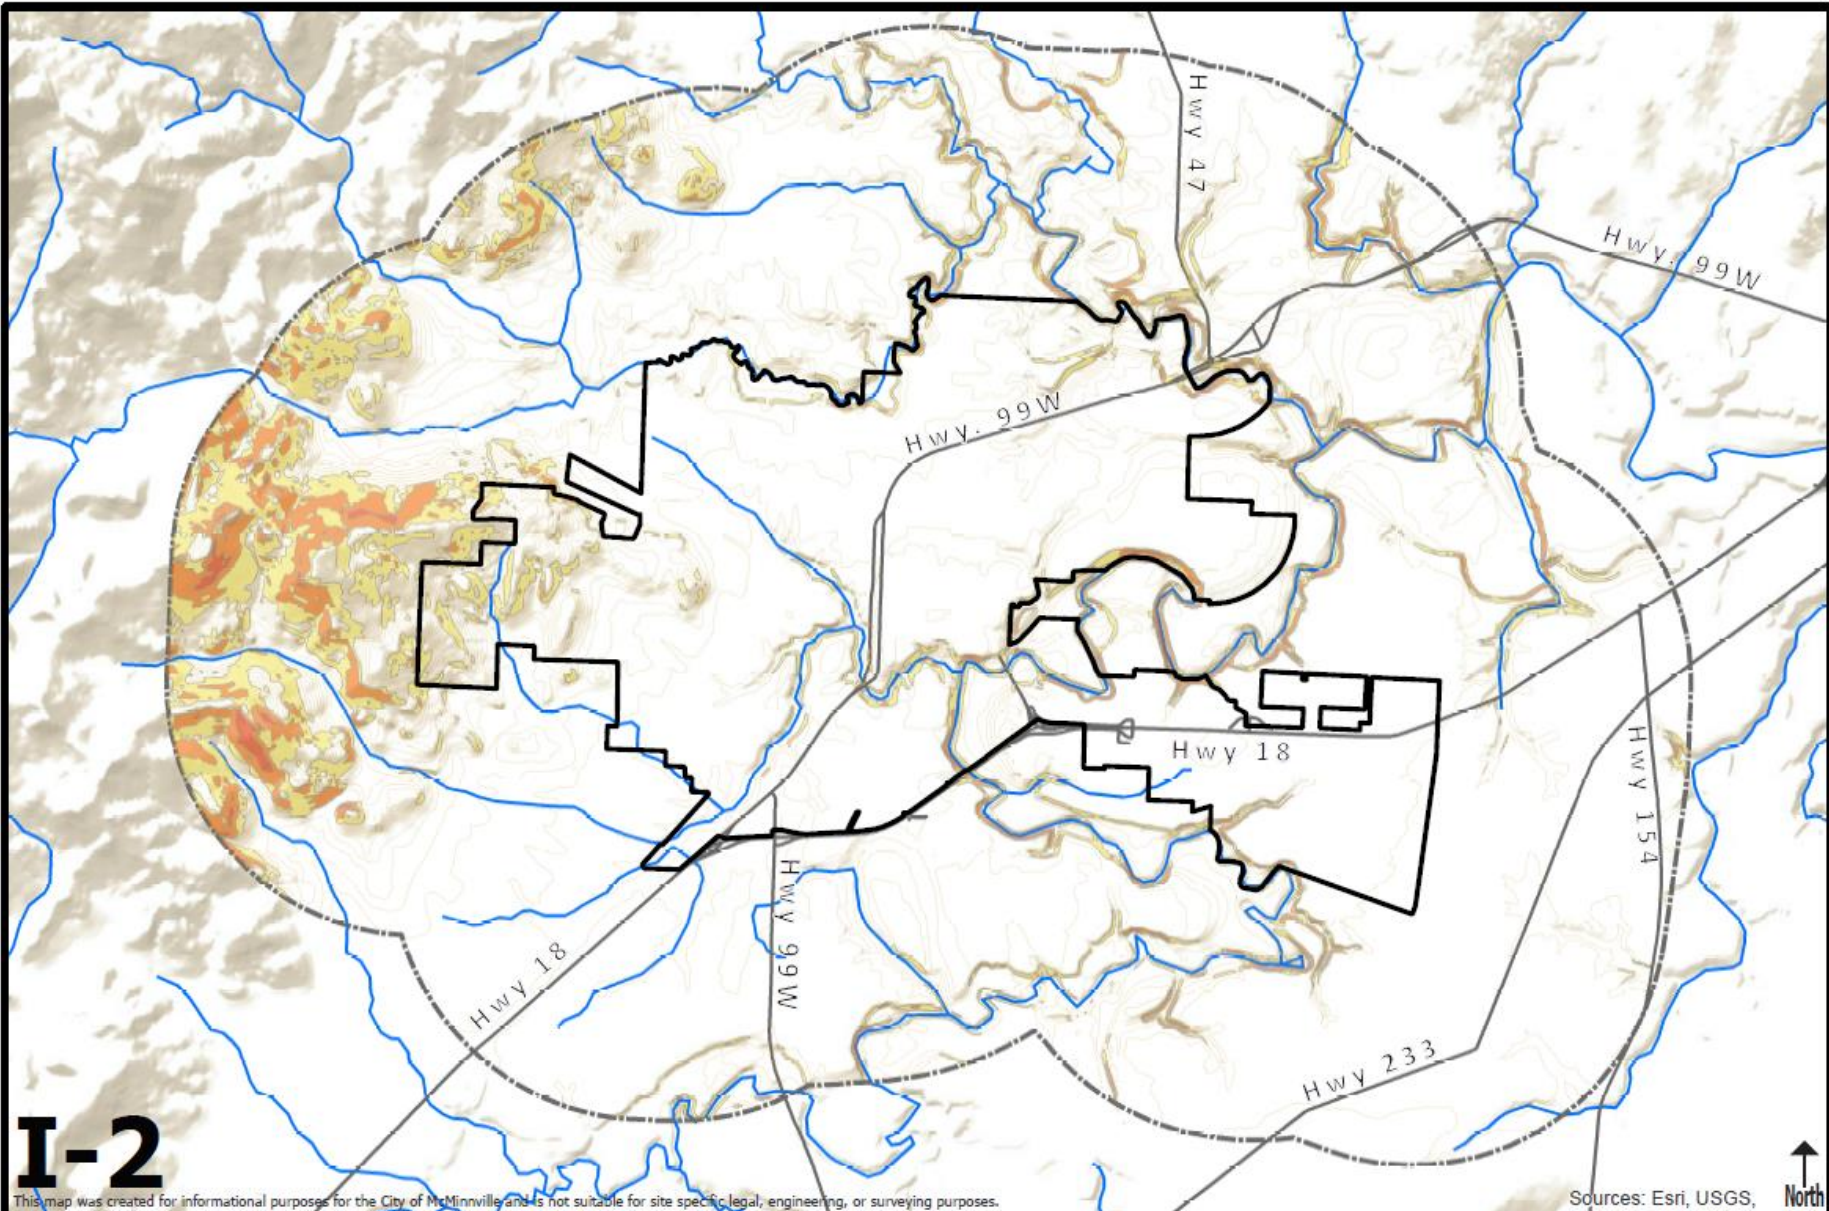 Hwy 47
Hwy. 99W
Hwy. 99W
Hwy 18
Hwy 154
Hwy 99W
Hwy 18
Hwy 233
I-2
This map was created for informational purposes for the City of McMinnville and is not suitable for site specific legal, engineering, or surveying purposes.
Sources: Esri, USGS,
North